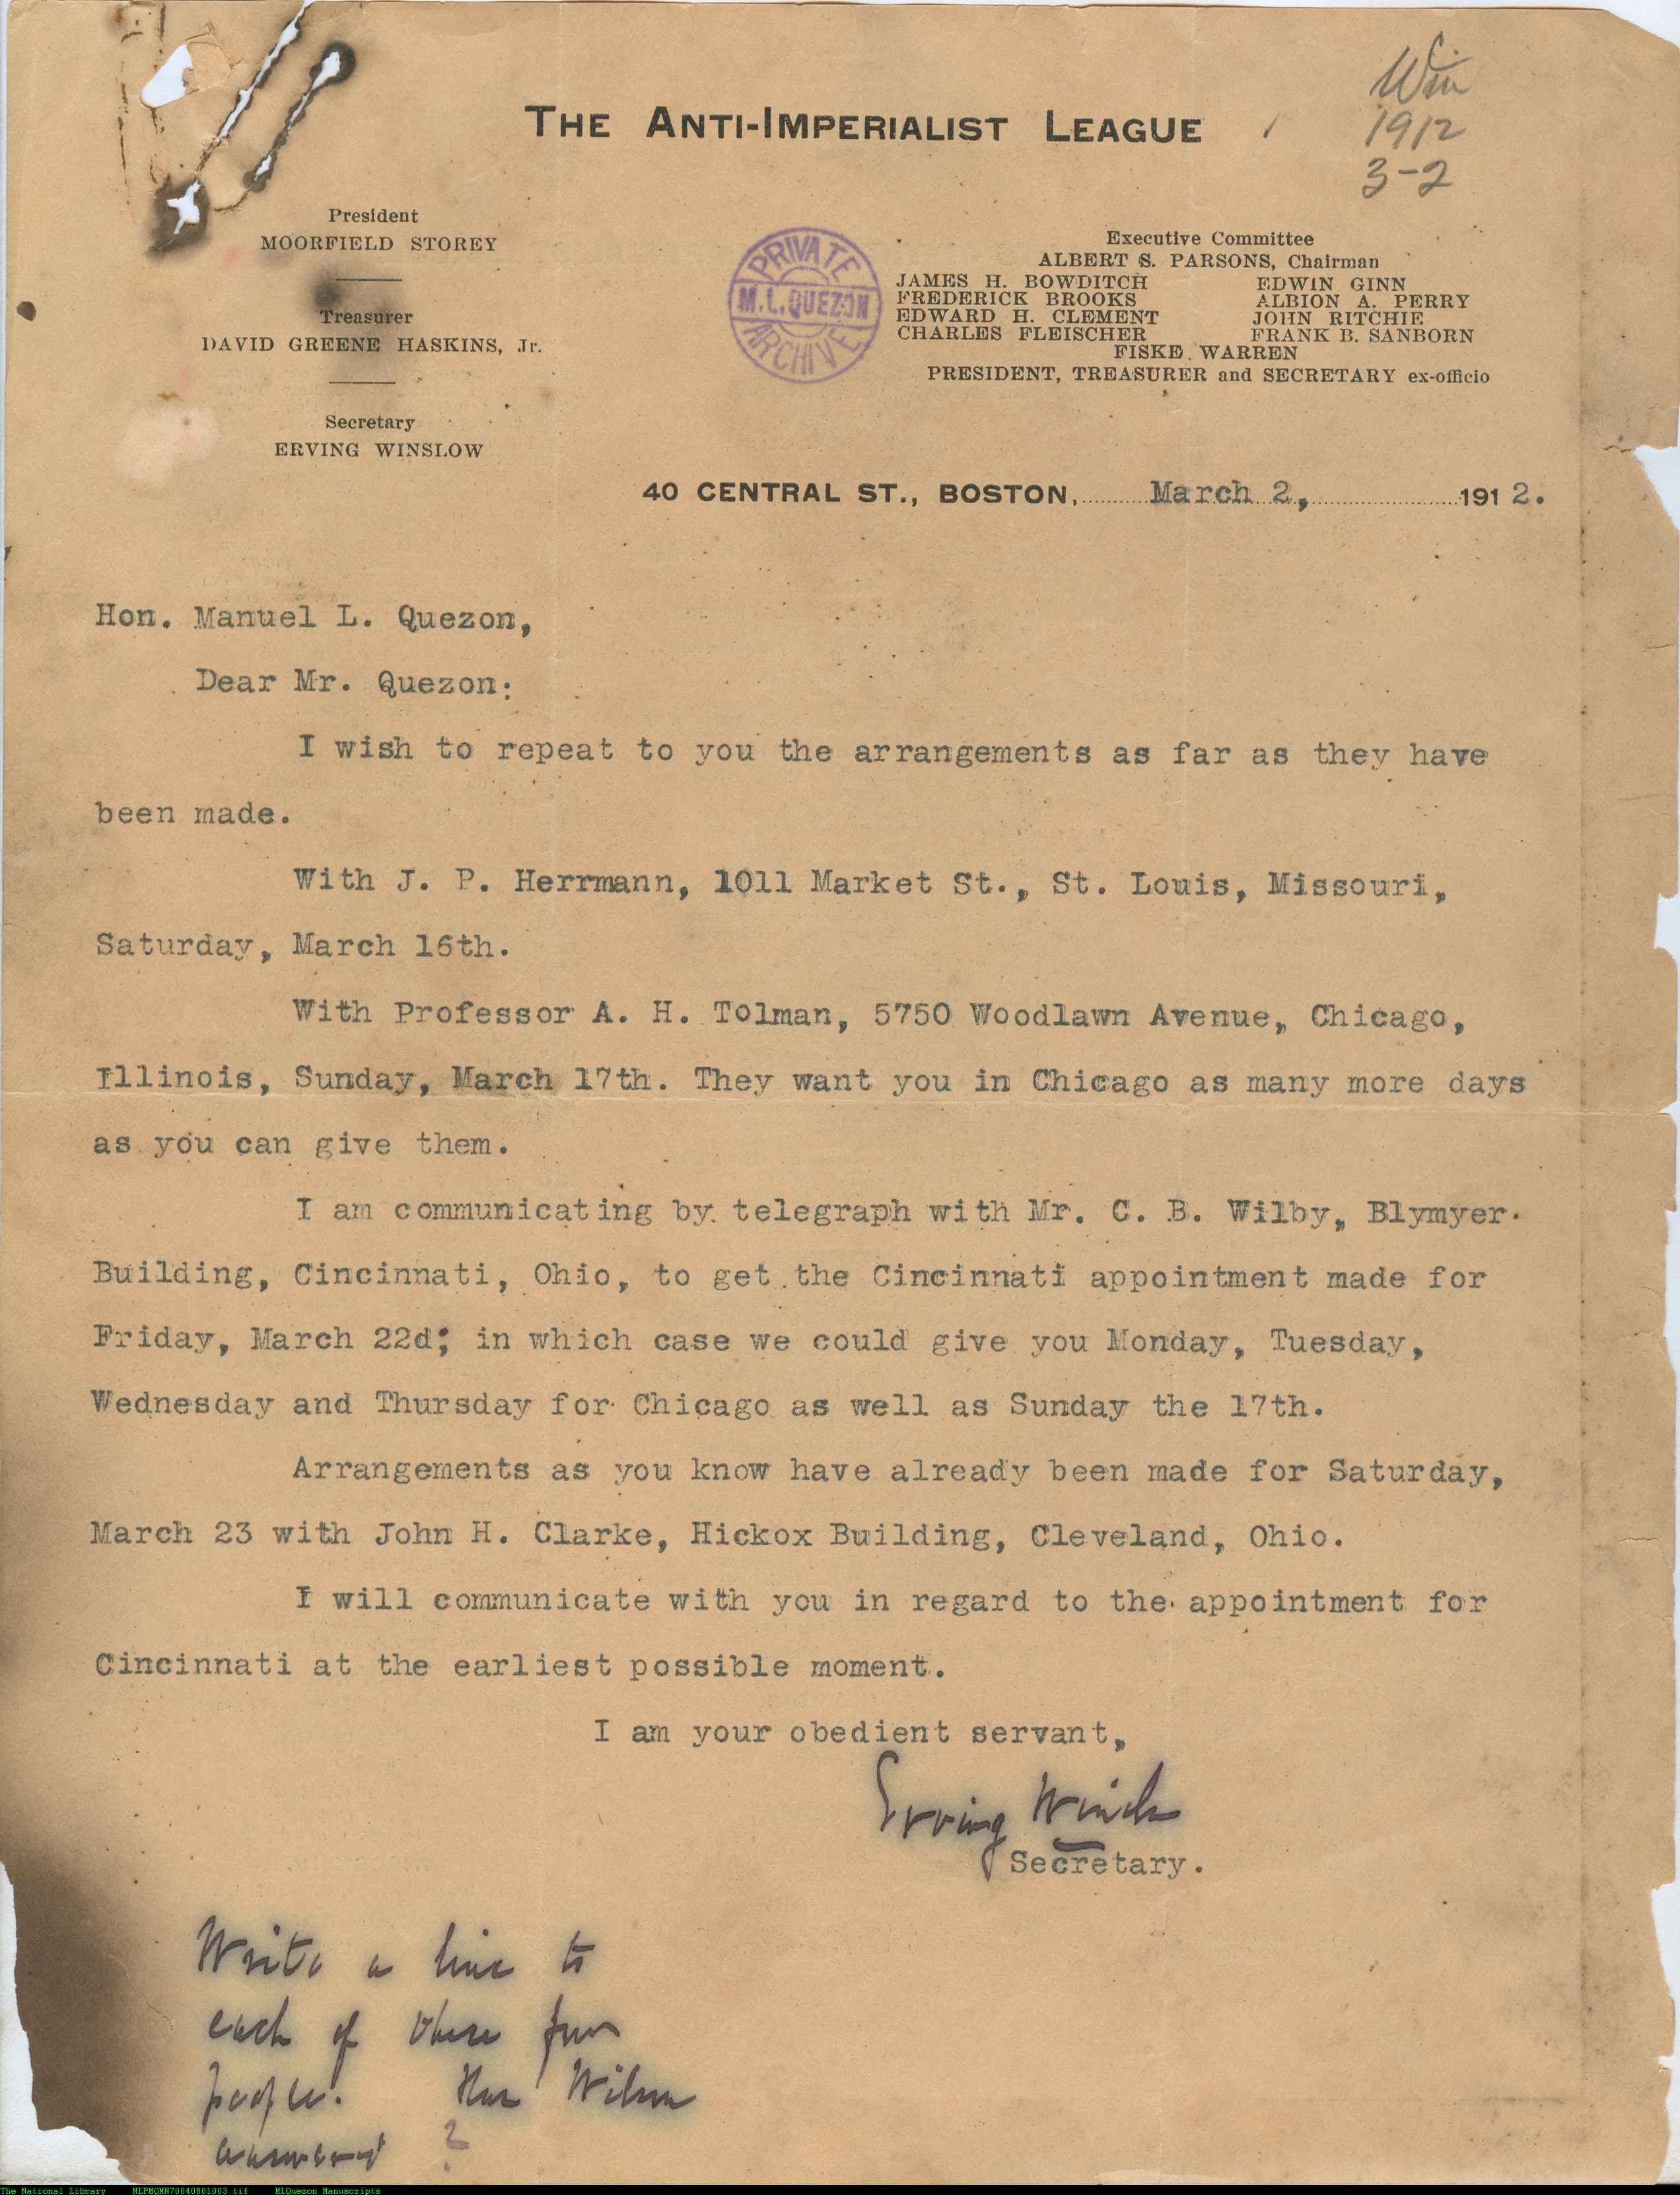 Win
1912
3-2
THE ANTI-IMPERIALIST LEAGUE
President
MOORFIELD STOREY
Treasurer
DAVID GREENE HASKINS, Jr.
Secretary
ERVING WINSLOW
PRIVATE
M.L.QUEZON
ARCHIVE
Executive Committee
ALBERT S. PARSONS, Chairman
JAMES H. BOWDITCH EDWIN GINN
FREDERICK BROOKS ALBION A. PERRY
EDWARD H. CLEMENT JOHN RITCHIE
CHARLES FLEISCHER FRANK B. SANBORN
FISKE WARREN
PRESIDENT, TREASURER and SECRETARY ex-officio
40 CENTRAL ST., BOSTON, March 2, 1912.
Hon. Manuel L. Quezon,
Dear Mr. Quezon:
I wish to repeat to you the arrangements as far as they have
been made.
With J. P. Herrmann, 1011 Market St., St. Louis, Missouri,
Saturday, March 16th.
With Professor A. H. Tolman, 5750 Woodlawn Avenue, Chicago,
Illinois, Sunday, March 17th. They want you in Chicago as many more days
as you can give them.
I am communicating by telegraph with Mr. C. B. Wilby, Blymyer
Building, Cincinnati, Ohio, to get the Cincinnati appointment made for
Friday, March 22d; in which case we could give you Monday, Tuesday,
Wednesday and Thursday for Chicago as well as Sunday the 17th.
Arrangements as you know have already been made for Saturday,
March 23 with John H. Clarke, Hickox Building, Cleveland, Ohio.
I will communicate with you in regard to the appointment for
Cincinnati at the earliest possible moment.
I am your obedient servant,
Erving Winslow
Secretary.
Write a line to
each of these four
people. Has Wilson
answered ?
The National Library NLPMQMN70040801003.tif MLQuezon Manuscripts